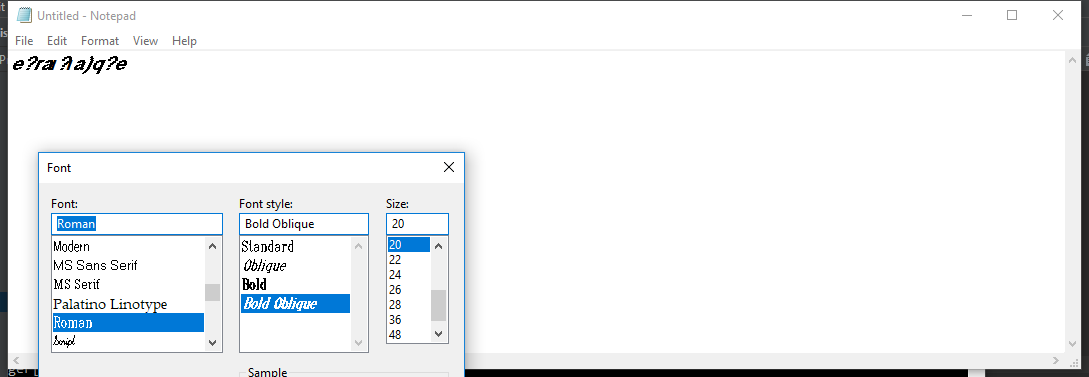 Untitled - Notepad
File Edit Format View Help
e?raı?ıa)q?e
Font
Font: Font style: Size:
Roman Bold Oblique 20
Modern Standard 20
MS Sans Serif Oblique 22
MS Serif Bold 24
Palatino Linotype Bold Oblique 26
Roman 28
Script 36
48
Sample